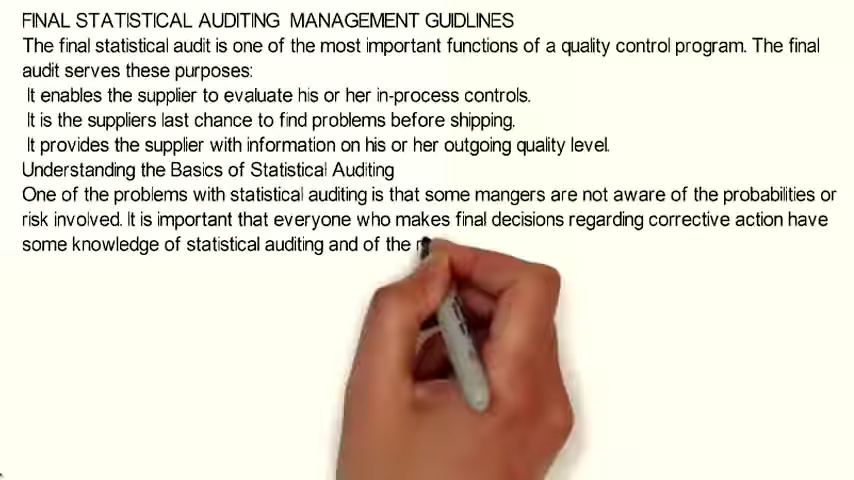 FINAL STATISTICAL AUDITING MANAGEMENT GUIDLINES
The final statistical audit is one of the most important functions of a quality control program. The final
audit serves these purposes:
It enables the supplier to evaluate his or her in-process controls.
It is the suppliers last chance to find problems before shipping.
It provides the supplier with information on his or her outgoing quality level.
Understanding the Basics of Statistical Auditing
One of the problems with statistical auditing is that some mangers are not aware of the probabilities or
risk involved. It is important that everyone who makes final decisions regarding corrective action have
some knowledge of statistical auditing and of the